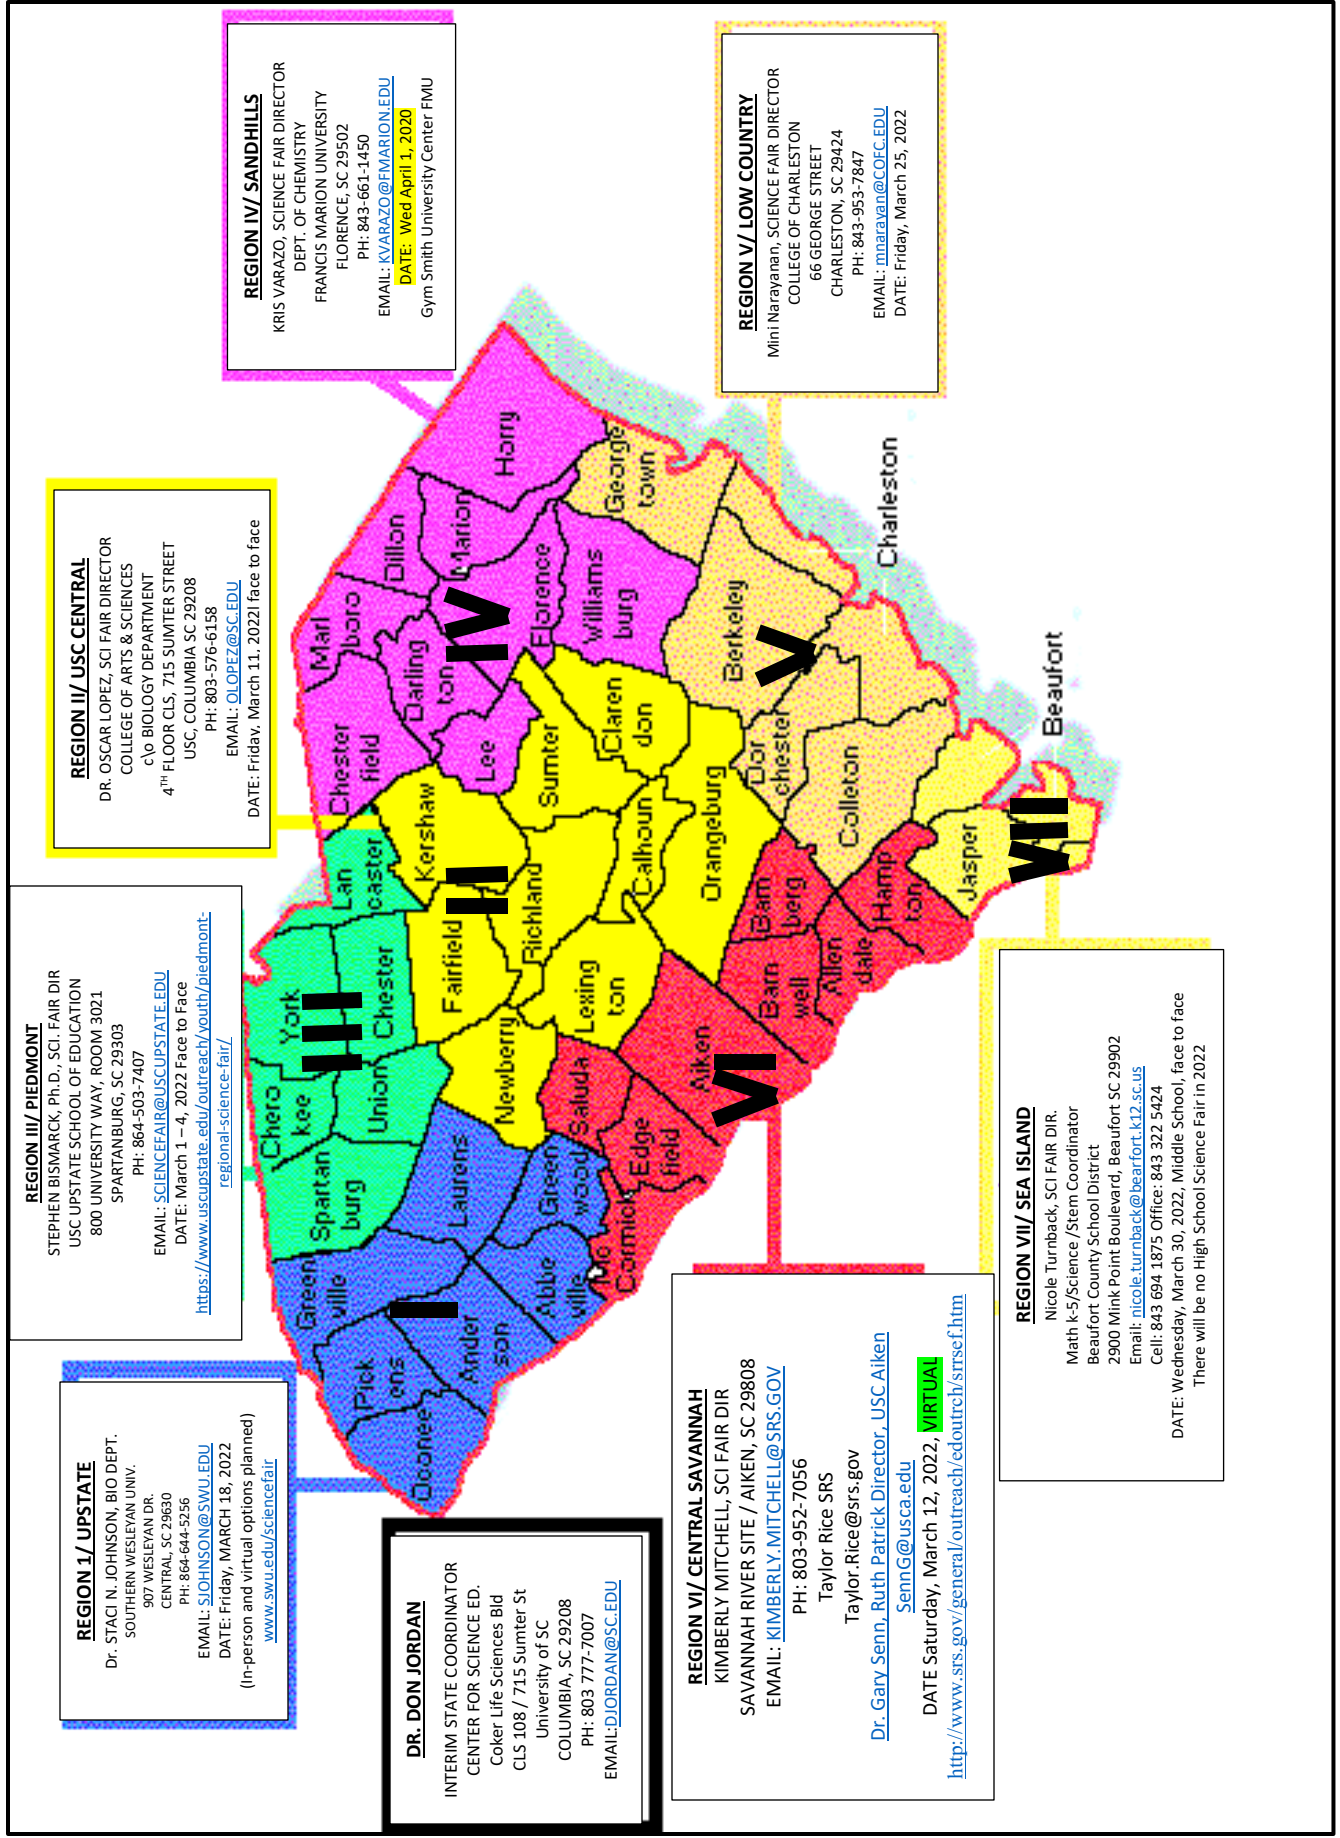 REGION 1/ UPSTATE
Dr. STACI N. JOHNSON, BIO DEPT.
SOUTHERN WESLEYAN UNIV.
907 WESLEYAN DR.
CENTRAL, SC 29630
PH: 864-644-5256
EMAIL: SJOHNSON@SWU.EDU
DATE: Friday, MARCH 18, 2022
(In-person and virtual options planned)
www.swu.edu/sciencefair
REGION III/ PIEDMONT
STEPHEN BISMARCK, Ph.D., SCI. FAIR DIR
USC UPSTATE SCHOOL OF EDUCATION
800 UNIVERSITY WAY, ROOM 3021
SPARTANBURG, SC 29303
PH: 864-503-7407
EMAIL: SCIENCEFAIR@USCUPSTATE.EDU
DATE: March 1 – 4, 2022 Face to Face
https://www.uscupstate.edu/outreach/youth/piedmont-
regional-science-fair/
REGION II/ USC CENTRAL
DR. OSCAR LOPEZ, SCI FAIR DIRECTOR
COLLEGE OF ARTS & SCIENCES
c\o BIOLOGY DEPARTMENT
4TH FLOOR CLS, 715 SUMTER STREET
USC, COLUMBIA SC 29208
PH: 803-576-6158
EMAIL: OLOPEZ@SC.EDU
DATE: Friday, March 11, 2022l face to face
REGION IV/ SANDHILLS
KRIS VARAZO, SCIENCE FAIR DIRECTOR
DEPT. OF CHEMISTRY
FRANCIS MARION UNIVERSITY
FLORENCE, SC 29502
PH: 843-661-1450
EMAIL: KVARAZO@FMARION.EDU
DATE: Wed April 1, 2020
Gym Smith University Center FMU
DR. DON JORDAN
INTERIM STATE COORDINATOR
CENTER FOR SCIENCE ED.
Coker Life Sciences Bld
CLS 108 / 715 Sumter St
University of SC
COLUMBIA, SC 29208
PH: 803 777-7007
EMAIL:DJORDAN@SC.EDU
Oconee
Pick
ens
Green
ville
Ander
son
I
Abbe
ville
Laurens
Green
wood
Spartan
burg
Chero
kee
Union
York
III
Chester
Lan
caster
Newberry
Fairfield
II
Kershaw
Richland
Lexing
ton
Sumter
Lee
Calhoun
Claren
don
Orangeburg
Chester
field
Marl
boro
Darling
ton
Dillon
Marion
IV
Florence
Horry
Williams
burg
George
town
Mc
Cormick
Edge
field
Saluda
Aiken
VI
Barn
well
Bam
berg
Allen
dale
Hamp
ton
Berkeley
V
Dor
chester
Colleton
Charleston
Jasper
VII
Beaufort
REGION VI/ CENTRAL SAVANNAH
KIMBERLY MITCHELL, SCI FAIR DIR
SAVANNAH RIVER SITE / AIKEN, SC 29808
EMAIL: KIMBERLY.MITCHELL@SRS.GOV
PH: 803-952-7056
Taylor Rice SRS
Taylor.Rice@srs.gov
Dr. Gary Senn, Ruth Patrick Director, USC Aiken
SennG@usca.edu
DATE Saturday, March 12, 2022, VIRTUAL
http://www.srs.gov/general/outreach/edoutrch/srrsef.htm
REGION VII/ SEA ISLAND
Nicole Turnback, SCI FAIR DIR.
Math k-5/Science /Stem Coordinator
Beaufort County School District
2900 Mink Point Boulevard, Beaufort SC 29902
Email: nicole.turnback@bearfort.k12.sc.us
Cell: 843 694 1875 Office: 843 322 5424
DATE: Wednesday, March 30, 2022, Middle School, face to face
There will be no High School Science Fair in 2022
REGION V/ LOW COUNTRY
Mini Narayanan, SCIENCE FAIR DIRECTOR
COLLEGE OF CHARLESTON
66 GEORGE STREET
CHARLESTON, SC 29424
PH: 843-953-7847
EMAIL: mnarayan@COFC.EDU
DATE: Friday, March 25, 2022